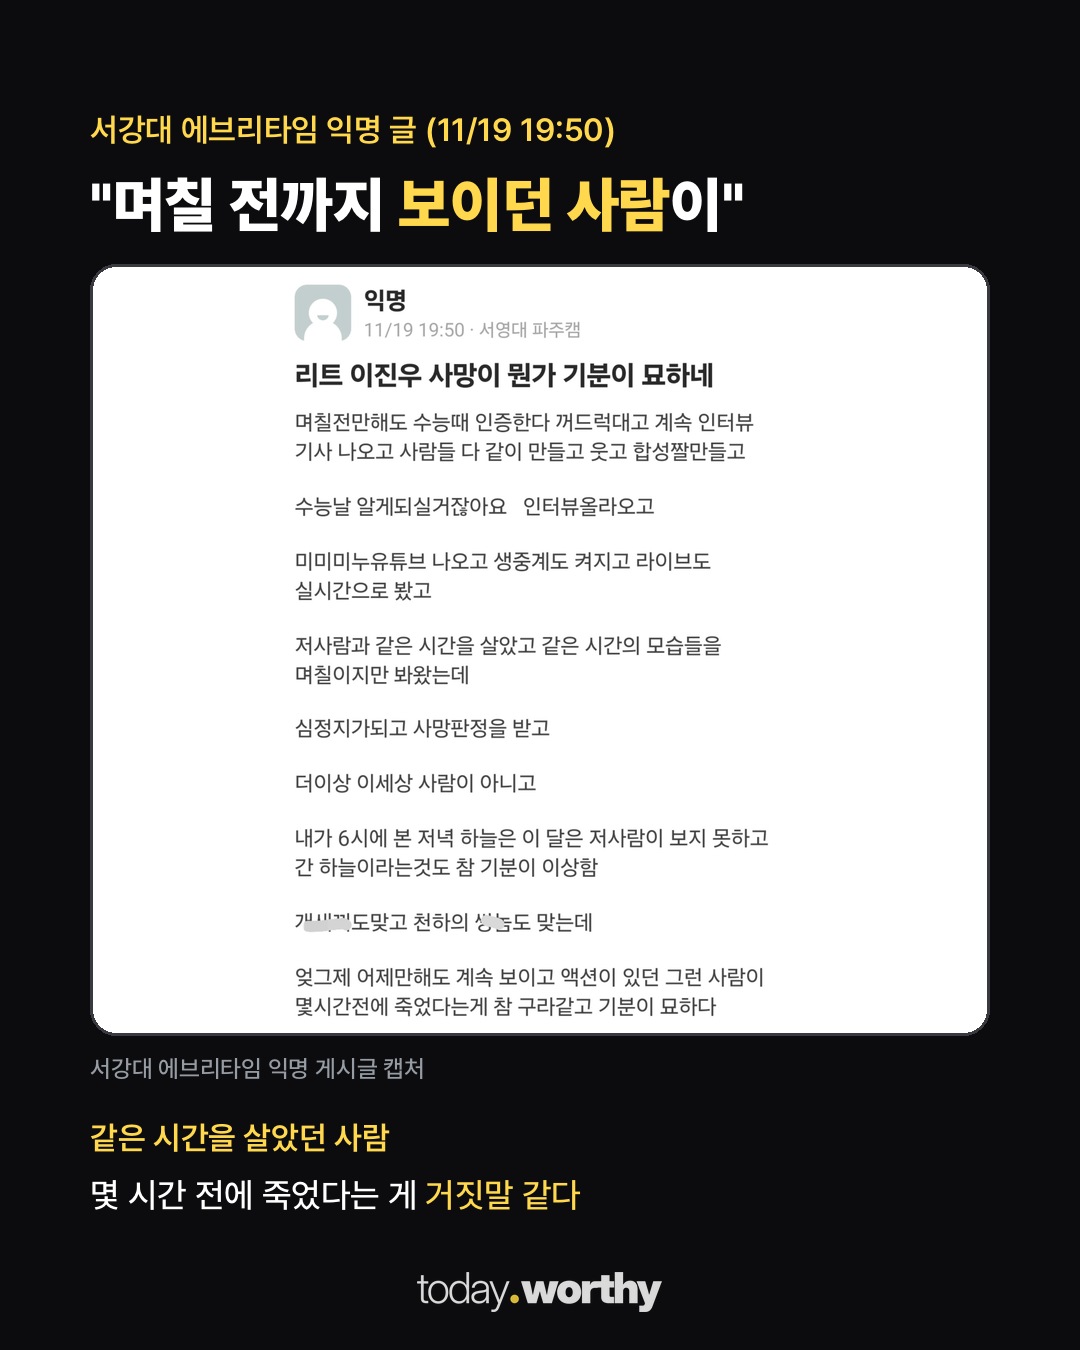 서강대 에브리타임 익명 글 (11/19 19:50)
"며칠 전까지 보이던 사람이"
익명
11/19 19:50 · 서영대 파주캠
리트 이진우 사망이 뭔가 기분이 묘하네
며칠전만해도 수능때 인증한다 꺼드럭대고 계속 인터뷰
기사 나오고 사람들 다 같이 만들고 웃고 합성짤만들고
수능날 알게되실거잖아요 인터뷰올라오고
미미미누유튜브 나오고 생중계도 켜지고 라이브도
실시간으로 봤고
저사람과 같은 시간을 살았고 같은 시간의 모습들을
며칠이지만 봐왔는데
심정지가되고 사망판정을 받고
더이상 이세상 사람이 아니고
내가 6시에 본 저녁 하늘은 이 달은 저사람이 보지 못하고
간 하늘이라는것도 참 기분이 이상함
도맞고 천하의 도 맞는데
엊그제 어제만해도 계속 보이고 액션이 있던 그런 사람이
몇시간전에 죽었다는게 참 구라같고 기분이 묘하다
서강대 에브리타임 익명 게시글 캡처
같은 시간을 살았던 사람
몇 시간 전에 죽었다는 게 거짓말 같다
today.worthy